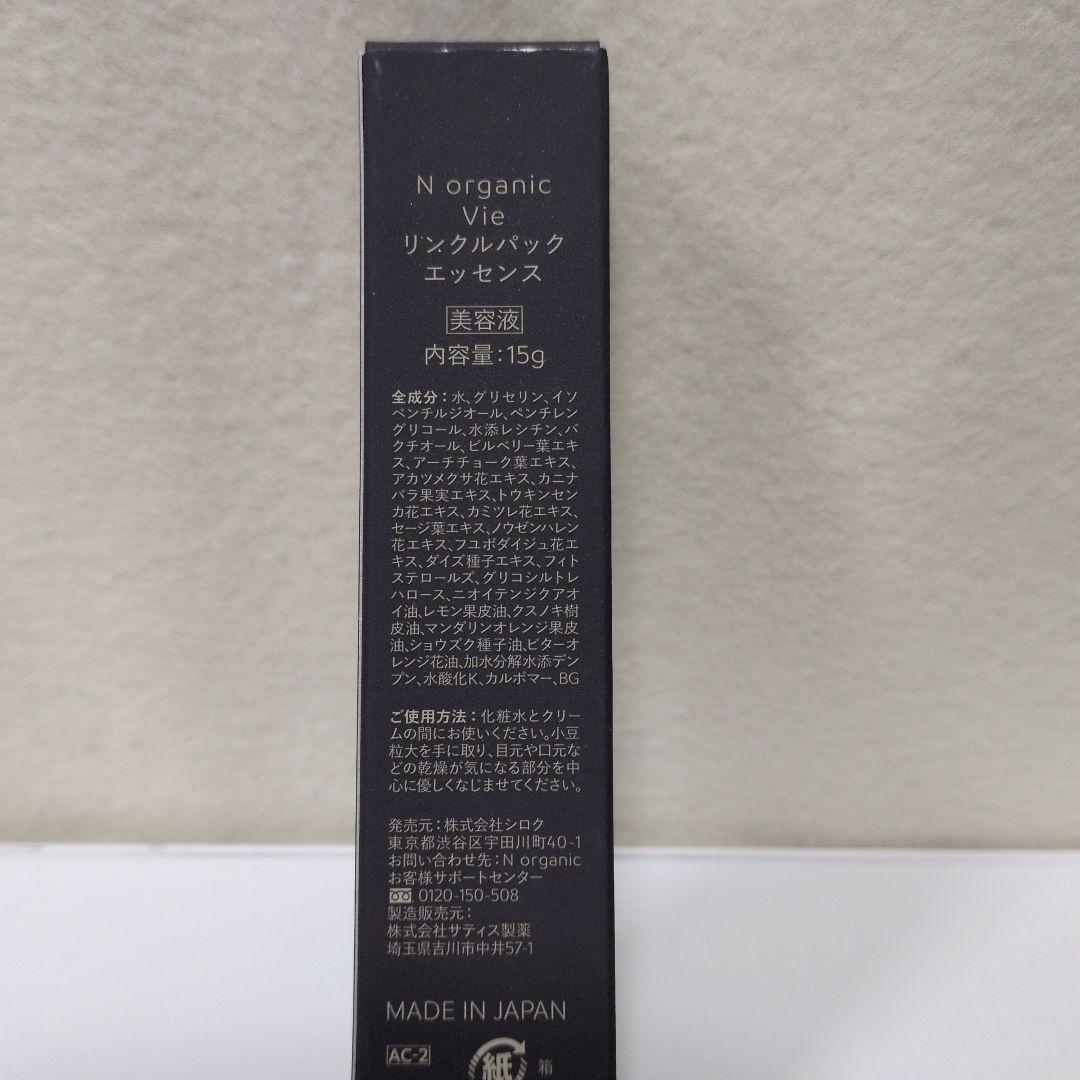 N organic
Vie
リンクルパック
エッセンス
美容液
内容量:15g
全成分:水、グリセリン、イソ
ペンチルジオール、ペンチレン
グリコール、水添レシチン、バ
クチオール、ビルベリー葉エキ
ス、アーチチョーク葉エキス、
アカツメクサ花エキス、カニナ
バラ果実エキス、トウキンセン
カ花エキス、カミツレ花エキス、
セージ葉エキス、ノウゼンハレン
花エキス、フユボダイジュ花エ
キス、ダイズ種子エキス、フィト
ステロールズ、グリコシルトレ
ハロース、ニオイテンジクアオ
イ油、レモン果皮油、クスノキ樹
皮油、マンダリンオレンジ果皮
油、ショウズク種子油、ビターオ
レンジ花油、加水分解水添デン
プン、水酸化K、カルボマー、BG
ご使用方法:化粧水とクリー
ムの間にお使いください。小豆
粒大を手に取り、目元や口元な
どの乾燥が気になる部分を中
心に優しくなじませてください。
発売元:株式会社シロク
東京都渋谷区宇田川町40-1
お問い合わせ先:N organic
お客様サポートセンター
0120-150-508
製造販売元:
株式会社サティス製薬
埼玉県吉川市中井57-1
MADE IN JAPAN
AC-2
紙 箱